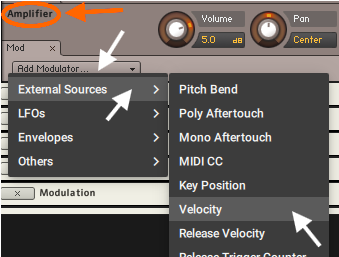 Amplifier
Volume
Pan
5.0 dB
Center
Mod ×
Add Modulator...
External Sources
LFOs
Envelopes
Others
Pitch Bend
Poly Aftertouch
Mono Aftertouch
MIDI CC
Key Position
Velocity
Release Velocity
Release Trigger Counter
× Modulation